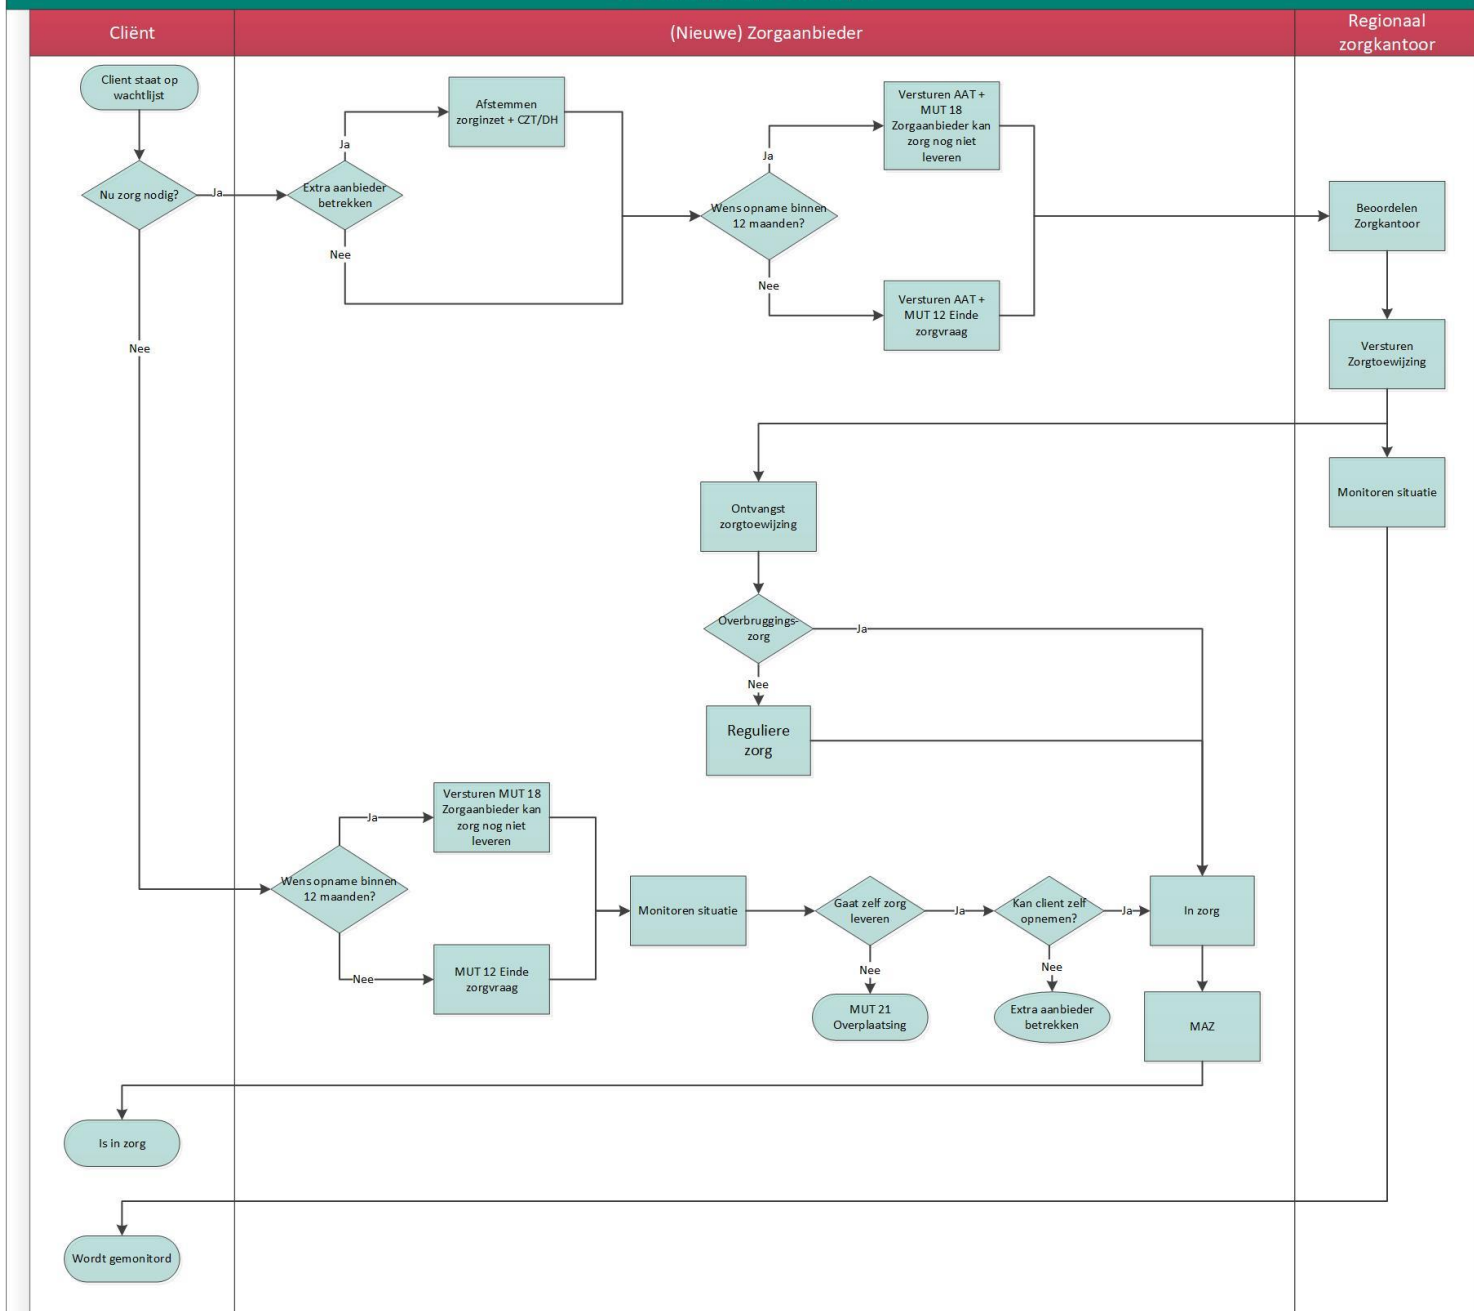 Cliënt
(Nieuwe) Zorgaanbieder
Regionaal
zorgkantoor
Client staat op
wachtlijst
Nu zorg nodig?
Ja
Nee
Extra aanbieder
betrekken
Ja
Nee
Afstemmen
zorginzet + CZT/DH
Wens opname binnen
12 maanden?
Ja
Nee
Versturen AAT +
MUT 18
Zorgaanbieder kan
zorg nog niet
leveren
Versturen AAT +
MUT 12 Einde
zorgvraag
Beoordelen
Zorgkantoor
Versturen
Zorgtoewijzing
Monitoren situatie
Ontvangst
zorgtoewijzing
Overbruggings-
zorg
Ja
Nee
Reguliere
zorg
Wens opname binnen
12 maanden?
Ja
Nee
Versturen MUT 18
Zorgaanbieder kan
zorg nog niet
leveren
MUT 12 Einde
zorgvraag
Monitoren situatie
Gaat zelf zorg
leveren
Ja
Nee
MUT 21
Overplaatsing
Kan client zelf
opnemen?
Ja
Nee
Extra aanbieder
betrekken
In zorg
MAZ
Is in zorg
Wordt gemonitord